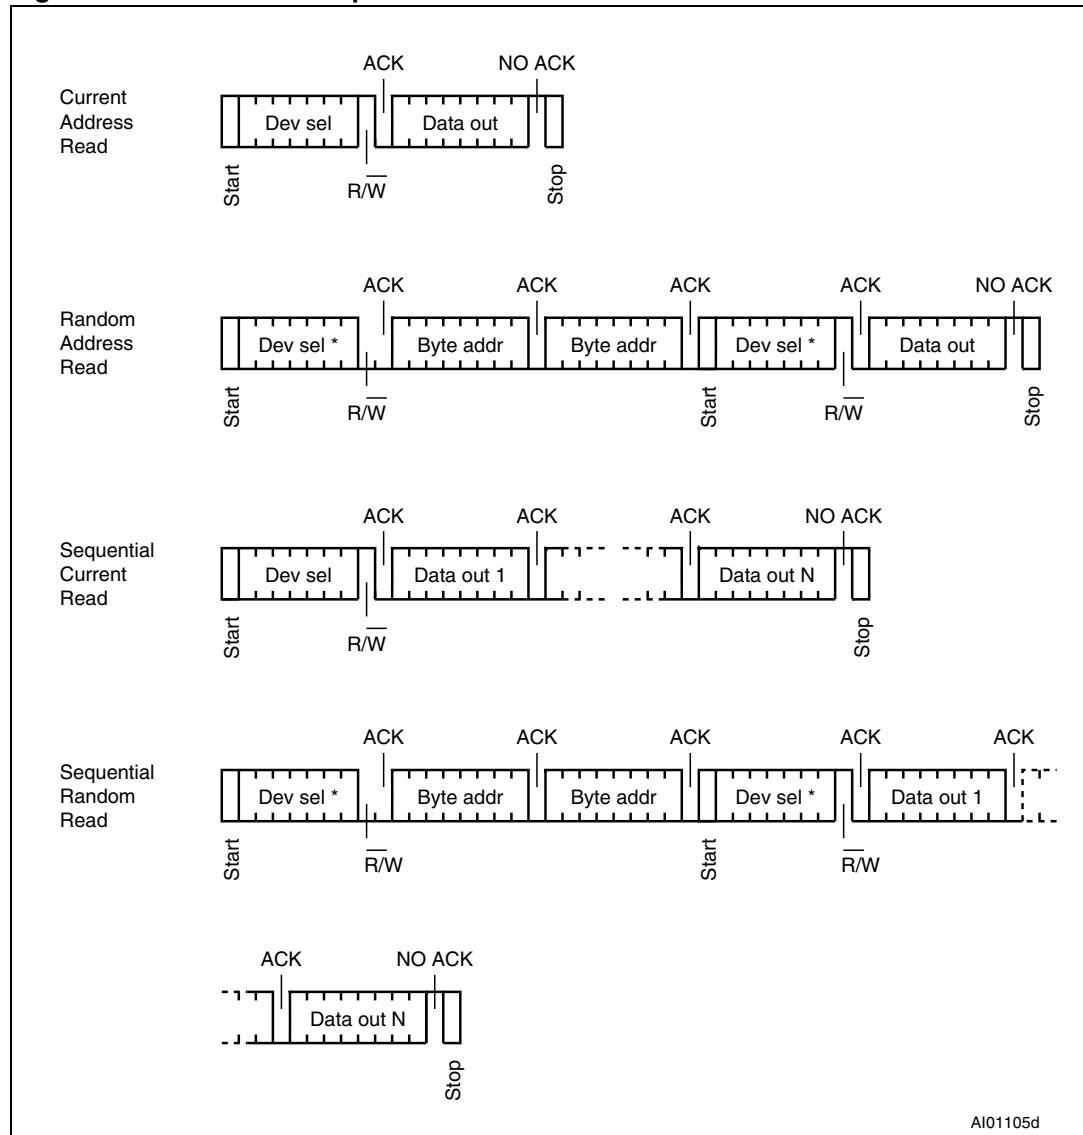 ACK NO ACK
Current
Address
Read
Dev sel Data out
Start R/W̅ Stop
ACK ACK ACK ACK NO ACK
Random
Address
Read
Dev sel * Byte addr Byte addr Dev sel * Data out
Start R/W̅ Start R/W̅ Stop
ACK ACK ACK NO ACK
Sequential
Current
Read
Dev sel Data out 1 Data out N
Start R/W̅ Stop
ACK ACK ACK ACK ACK
Sequential
Random
Read
Dev sel * Byte addr Byte addr Dev sel * Data out 1
Start R̅/W Start R̅/W
ACK NO ACK
Data out N
Stop
AI01105d